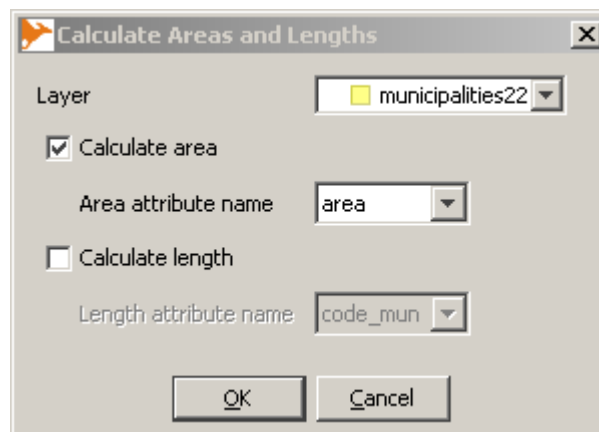 Calculate Areas and Lengths
Layer municipalities22
Calculate area
Area attribute name area
Calculate length
Length attribute name code_mun
OK Cancel